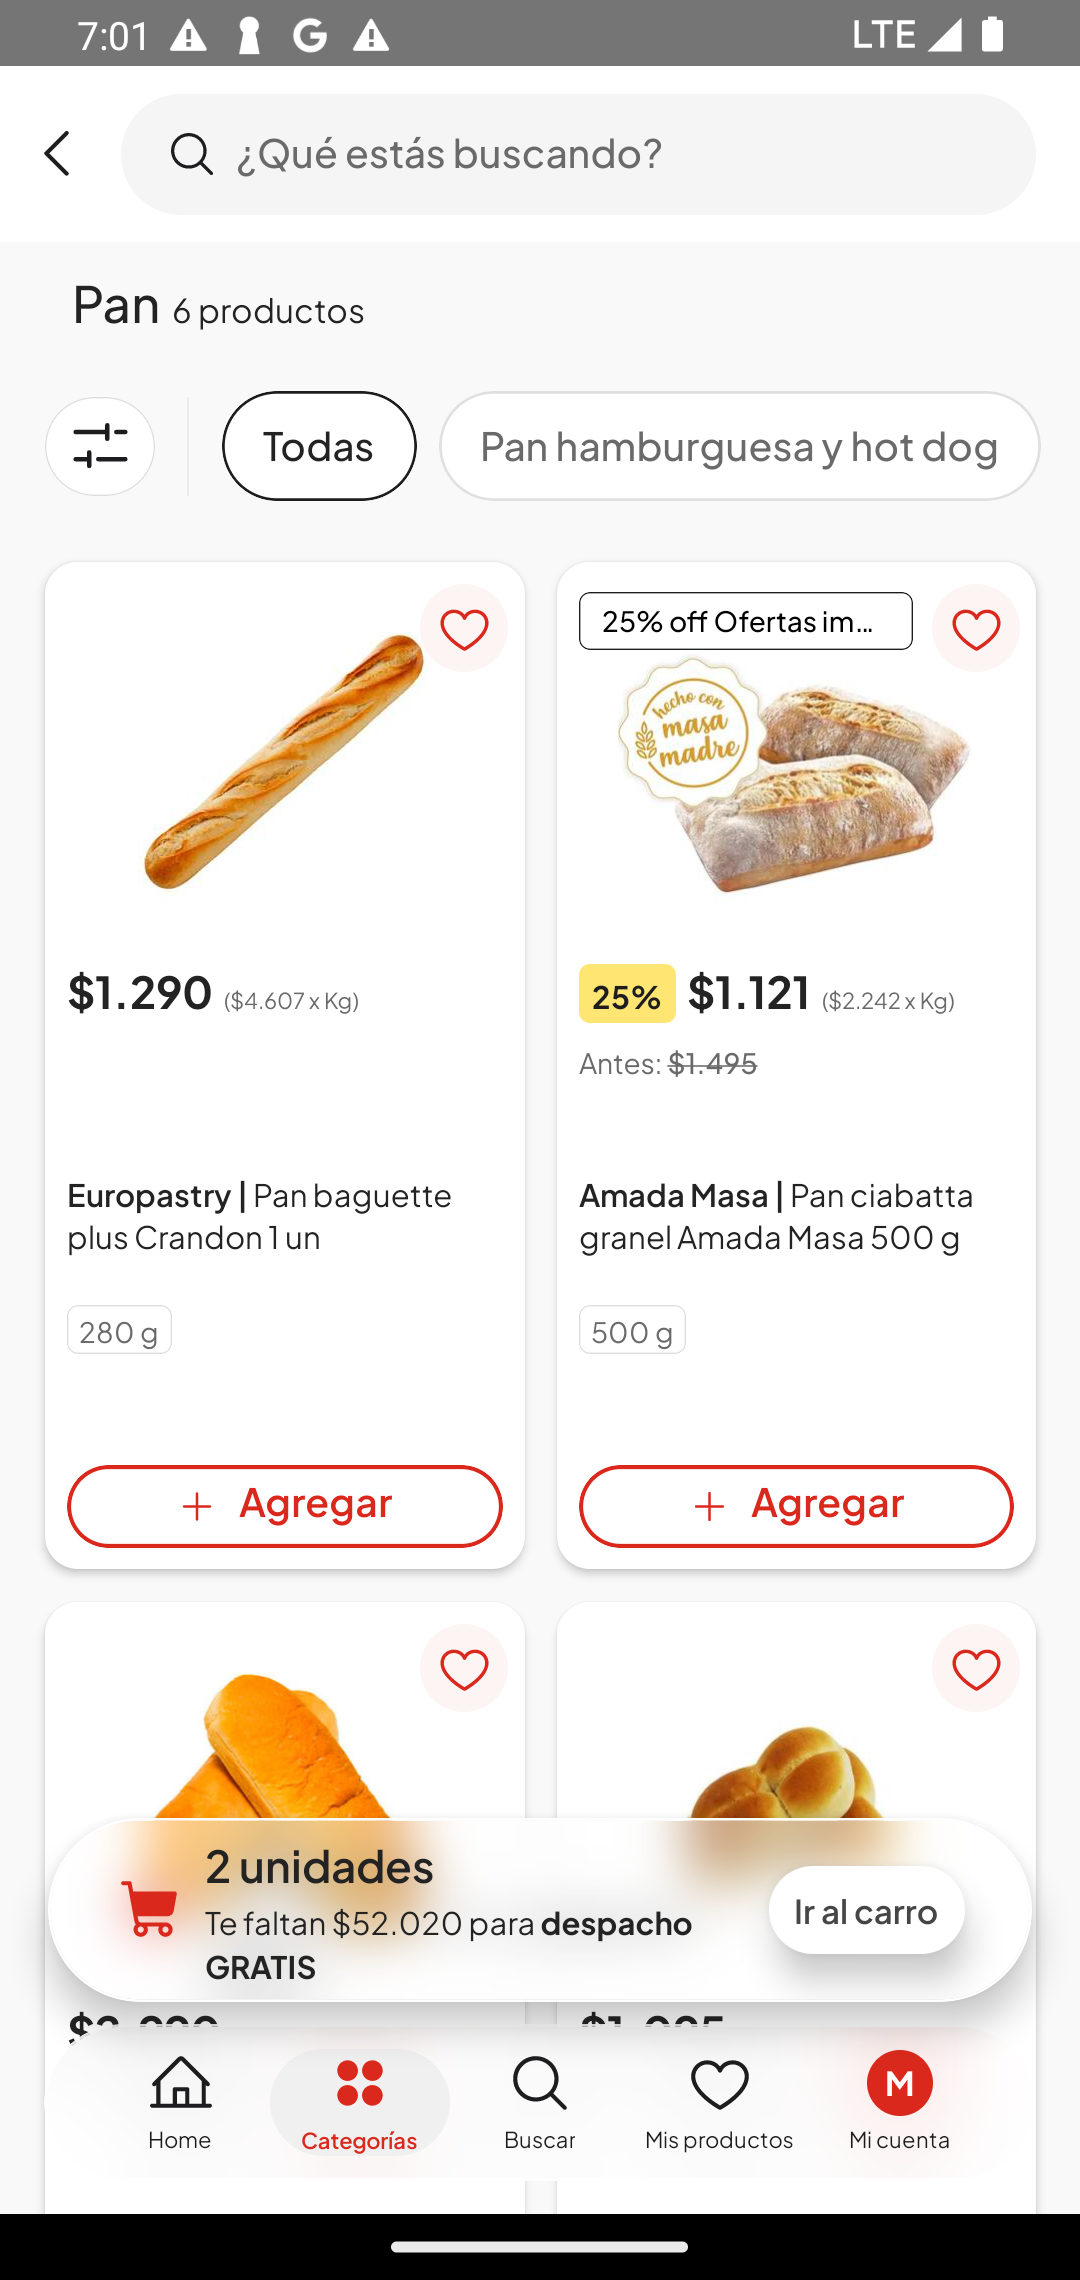 7:01
LTE
¿Qué estás buscando?
Pan 6 productos
Todas
Pan hamburguesa y hot dog
25% off Ofertas im...
hecho con
masa
madre
$1.290 ($4.607 x Kg)
25% $1.121 ($2.242 x Kg)
Antes: $1.495
Europastry | Pan baguette
plus Crandon 1 un
Amada Masa | Pan ciabatta
granel Amada Masa 500 g
280 g
500 g
+ Agregar
+ Agregar
2 unidades
Te faltan $52.020 para despacho
GRATIS
Ir al carro
Home
Categorías
Buscar
Mis productos
M
Mi cuenta